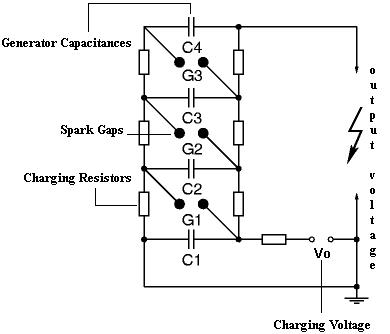 Generator Capacitances
C4
G3
Spark Gaps
C3
G2
Charging Resistors
C2
G1
C1
Vo
Charging Voltage
output voltage